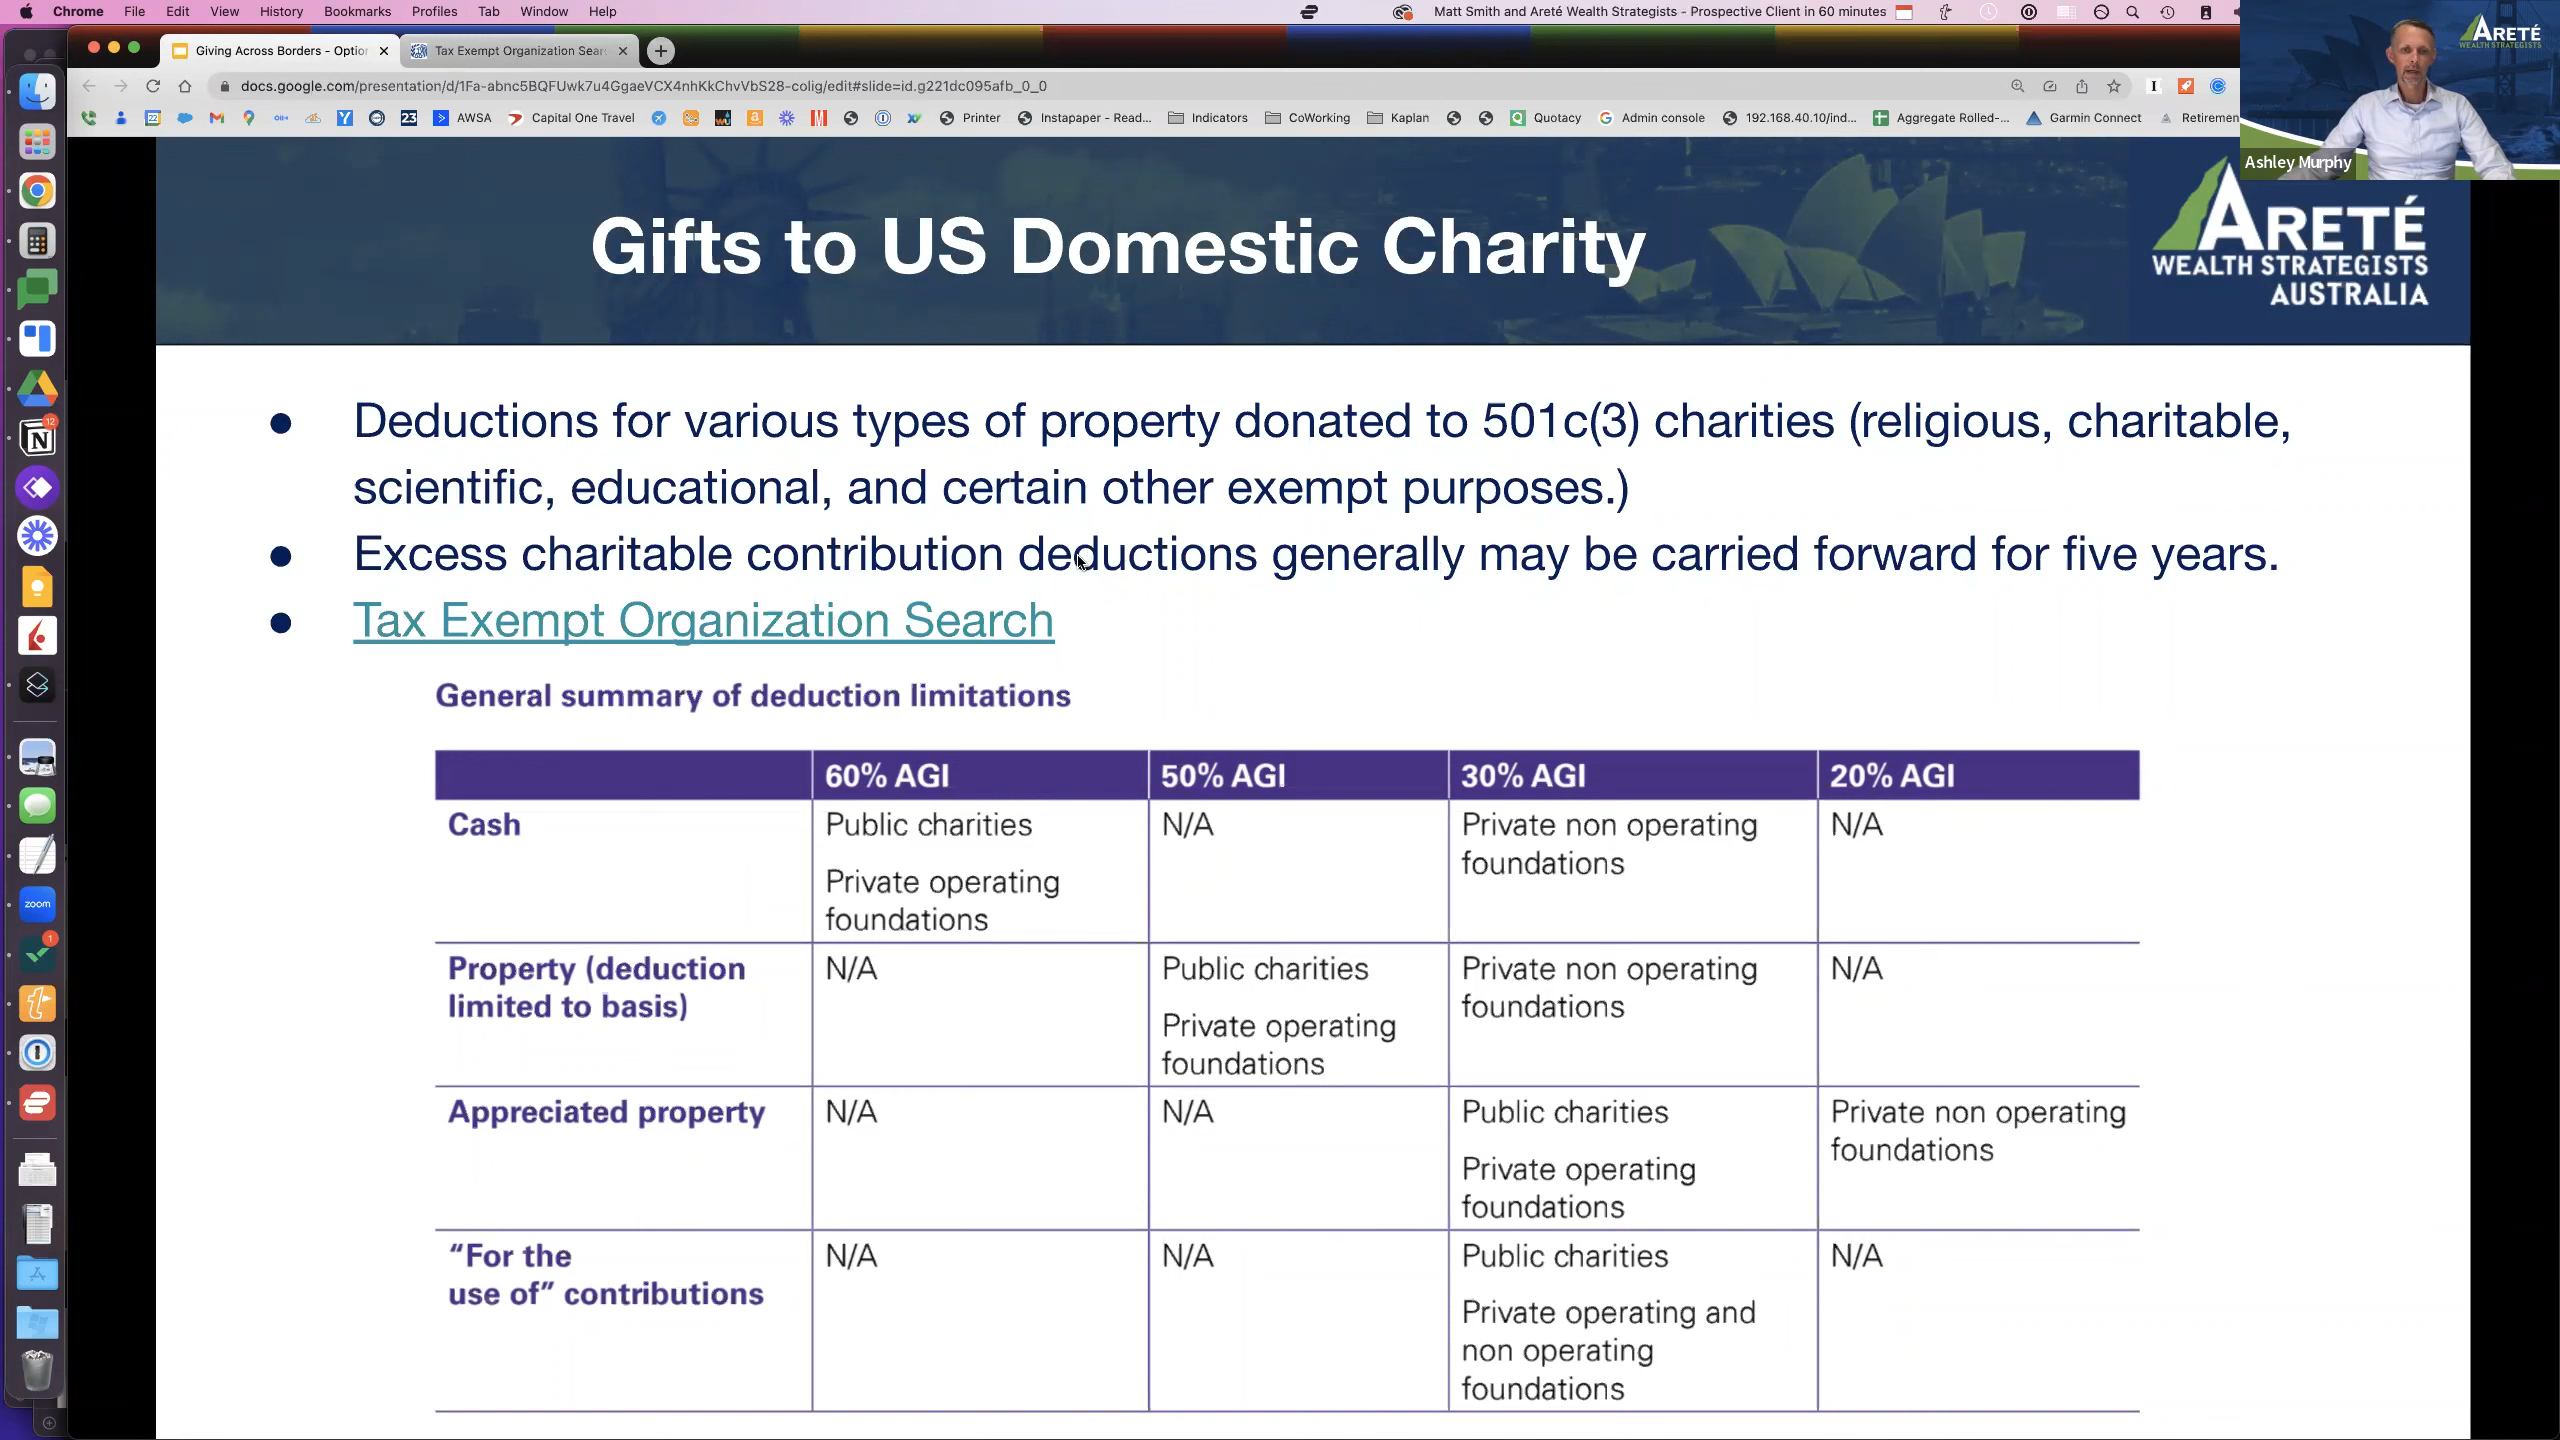 Chrome File Edit View History Bookmarks Profiles Tab Window Help Matt Smith and Areté Wealth Strategists - Prospective Client in 60 minutes
Giving Across Borders - Optio Tax Exempt Organization Sear
docs.google.com/presentation/d/1Fa-abnc5BQFUwk7u4GgaeVCX4nhKkChvVbS28-colig/edit#slide=id.g221dc095afb_0_0
23 AWSA Capital One Travel Printer Instapaper - Read... Indicators CoWorking Kaplan Quotacy Admin console 192.168.40.10/ind... Aggregate Rolled-... Garmin Connect Retiremen
ARETÉ
WEALTH STRATEGISTS
Ashley Murphy
Gifts to US Domestic Charity
ARETÉ
WEALTH STRATEGISTS
AUSTRALIA
12
zoom
1
● Deductions for various types of property donated to 501c(3) charities (religious, charitable,
scientific, educational, and certain other exempt purposes.)
● Excess charitable contribution deductions generally may be carried forward for five years.
● Tax Exempt Organization Search
General summary of deduction limitations
60% AGI 50% AGI 30% AGI 20% AGI
Cash
Public charities
Private operating
foundations
N/A
Private non operating
foundations
N/A
Property (deduction
limited to basis)
N/A
Public charities
Private operating
foundations
Private non operating
foundations
N/A
Appreciated property
N/A
N/A
Public charities
Private operating
foundations
Private non operating
foundations
“For the
use of” contributions
N/A
N/A
Public charities
Private operating and
non operating
foundations
N/A